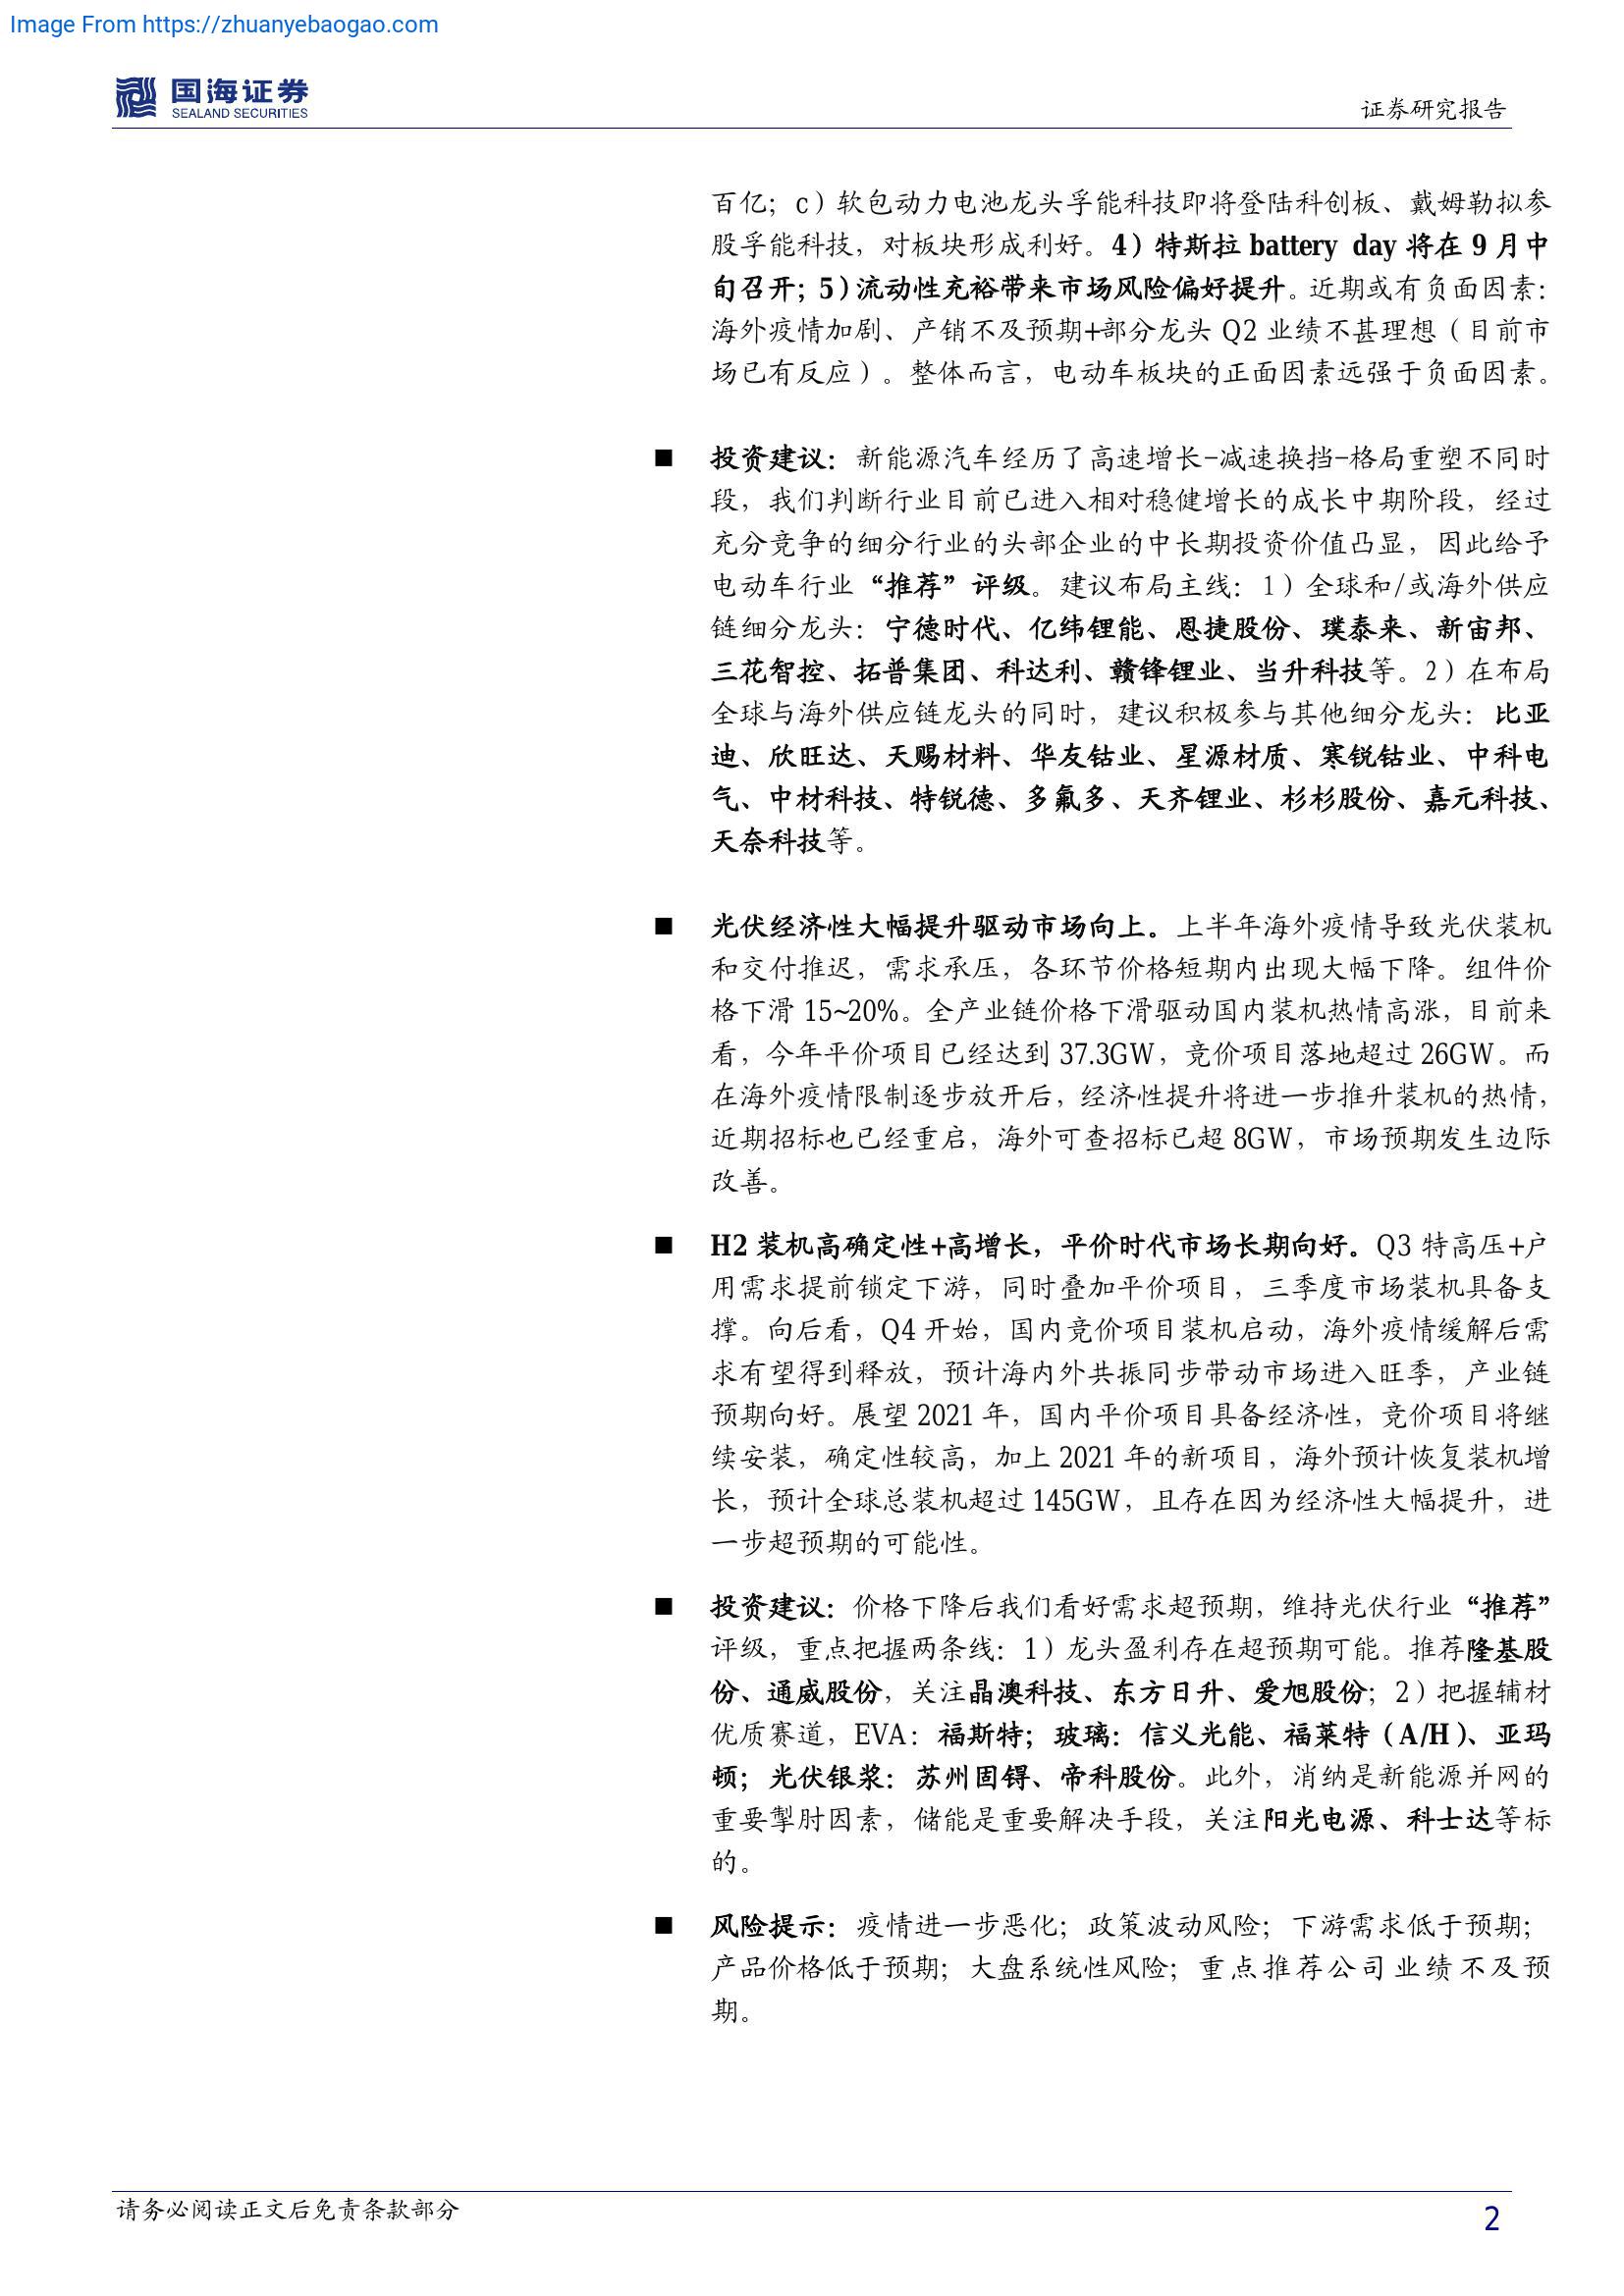 Image From https://zhuanyebaogao.com
国海证券
SEALAND SECURITIES
证券研究报告
百亿；c）软包动力电池龙头孚能科技即将登陆科创板、戴姆勒拟参
股孚能科技，对板块形成利好。4）特斯拉 battery day 将在 9 月中
旬召开；5）流动性充裕带来市场风险偏好提升。近期或有负面因素：
海外疫情加剧、产销不及预期+部分龙头 Q2 业绩不甚理想（目前市
场已有反应）。整体而言，电动车板块的正面因素远强于负面因素。
■ 投资建议：新能源汽车经历了高速增长-减速换挡-格局重塑不同时
段，我们判断行业目前已进入相对稳健增长的成长中期阶段，经过
充分竞争的细分行业的头部企业的中长期投资价值凸显，因此给予
电动车行业“推荐”评级。建议布局主线：1）全球和/或海外供应
链细分龙头：宁德时代、亿纬锂能、恩捷股份、璞泰来、新宙邦、
三花智控、拓普集团、科达利、赣锋锂业、当升科技等。2）在布局
全球与海外供应链龙头的同时，建议积极参与其他细分龙头：比亚
迪、欣旺达、天赐材料、华友钴业、星源材质、寒锐钴业、中科电
气、中材科技、特锐德、多氟多、天齐锂业、杉杉股份、嘉元科技、
天奈科技等。
■ 光伏经济性大幅提升驱动市场向上。上半年海外疫情导致光伏装机
和交付推迟，需求承压，各环节价格短期内出现大幅下降。组件价
格下滑 15~20%。全产业链价格下滑驱动国内装机热情高涨，目前来
看，今年平价项目已经达到 37.3GW，竞价项目落地超过 26GW。而
在海外疫情限制逐步放开后，经济性提升将进一步推升装机的热情，
近期招标也已经重启，海外可查招标已超 8GW，市场预期发生边际
改善。
■ H2 装机高确定性+高增长，平价时代市场长期向好。Q3 特高压+户
用需求提前锁定下游，同时叠加平价项目，三季度市场装机具备支
撑。向后看，Q4 开始，国内竞价项目装机启动，海外疫情缓解后需
求有望得到释放，预计海内外共振同步带动市场进入旺季，产业链
预期向好。展望 2021 年，国内平价项目具备经济性，竞价项目将继
续安装，确定性较高，加上 2021 年的新项目，海外预计恢复装机增
长，预计全球总装机超过 145GW，且存在因为经济性大幅提升，进
一步超预期的可能性。
■ 投资建议：价格下降后我们看好需求超预期，维持光伏行业“推荐”
评级，重点把握两条线：1）龙头盈利存在超预期可能。推荐隆基股
份、通威股份，关注晶澳科技、东方日升、爱旭股份；2）把握辅材
优质赛道，EVA：福斯特；玻璃：信义光能、福莱特（A/H）、亚玛
顿；光伏银浆：苏州固锝、帝科股份。此外，消纳是新能源并网的
重要掣肘因素，储能是重要解决手段，关注阳光电源、科士达等标
的。
■ 风险提示：疫情进一步恶化；政策波动风险；下游需求低于预期；
产品价格低于预期；大盘系统性风险；重点推荐公司业绩不及预
期。
请务必阅读正文后免责条款部分
2